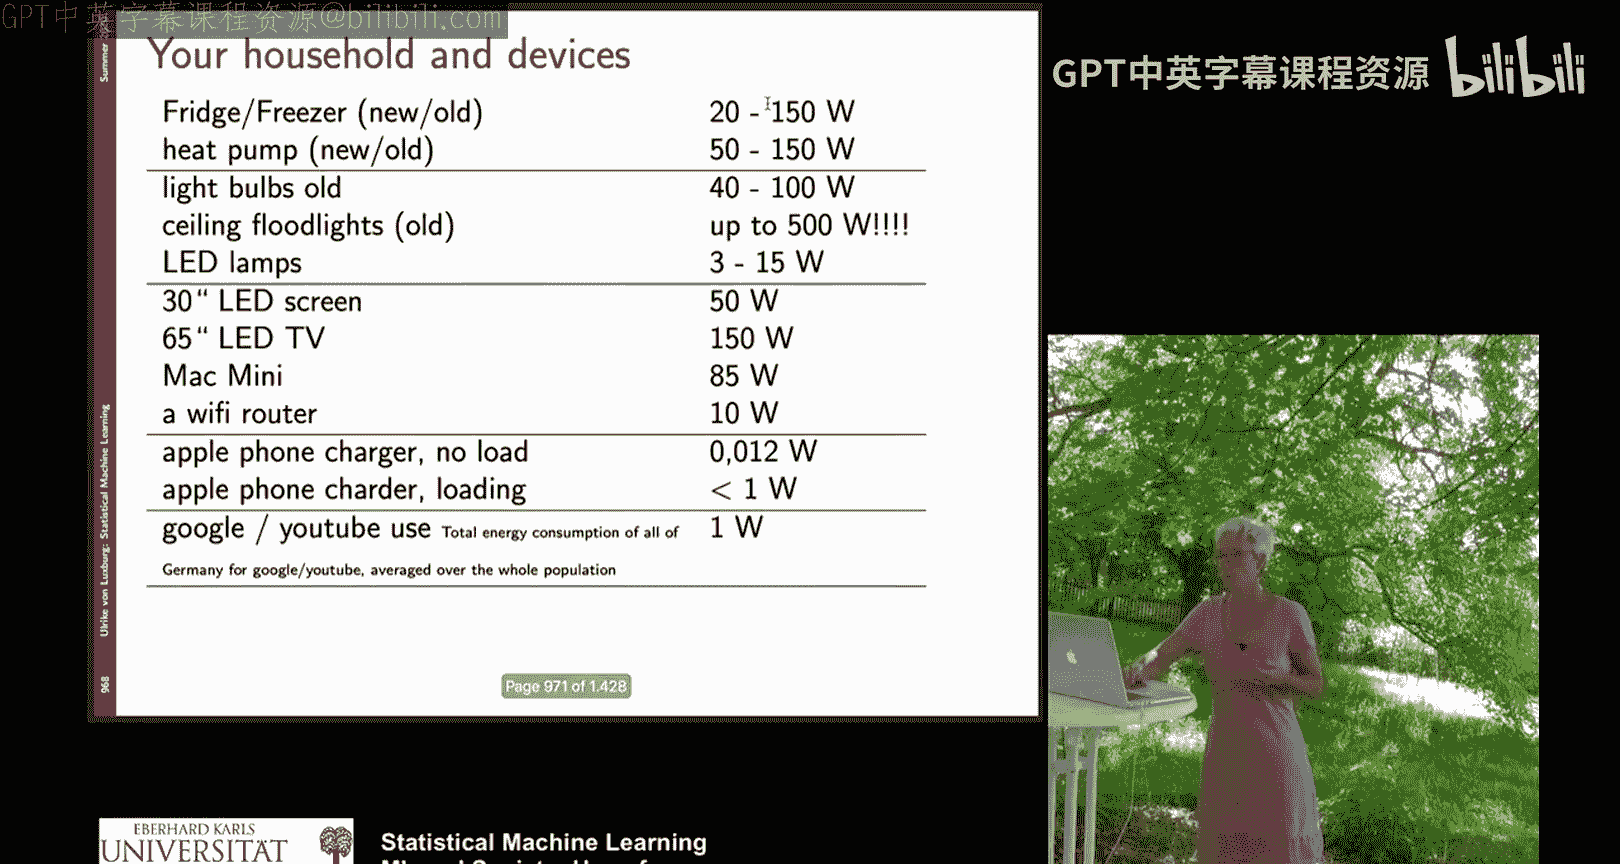 GPT中英字幕课程资源@bilibili.com
GPT中英字幕课程资源 bilibili
Summer
Your household and devices
Fridge/Freezer (new/old) 20 - 150 W
heat pump (new/old) 50 - 150 W
light bulbs old 40 - 100 W
ceiling floodlights (old) up to 500 W!!!!
LED lamps 3 - 15 W
30“ LED screen 50 W
65“ LED TV 150 W
Mac Mini 85 W
a wifi router 10 W
apple phone charger, no load 0,012 W
apple phone charder, loading < 1 W
google / youtube use Total energy consumption of all of 1 W
Germany for google/youtube, averaged over the whole population
Ulrike von Luxburg: Statistical Machine Learning
968
Page 971 of 1.428
EBERHARD KARLS
UNIVERSITÄT
Statistical Machine Learning